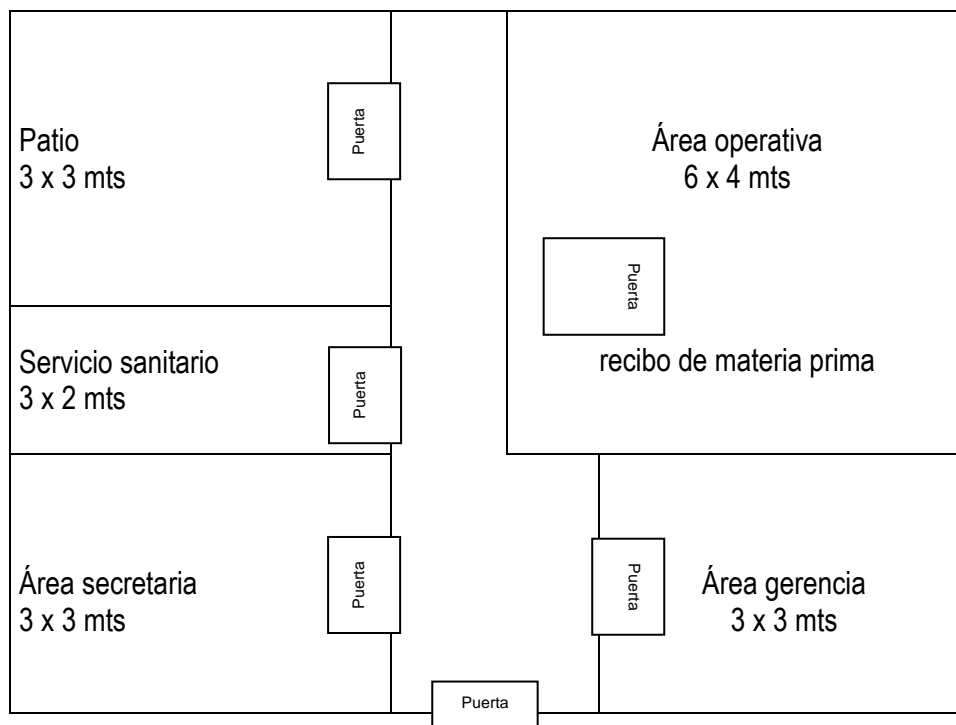 Patio
3 x 3 mts
Puerta
Área operativa
6 x 4 mts
Puerta
recibo de materia prima
Servicio sanitario
3 x 2 mts
Puerta
Área secretaria
3 x 3 mts
Puerta
Puerta
Área gerencia
3 x 3 mts
Puerta